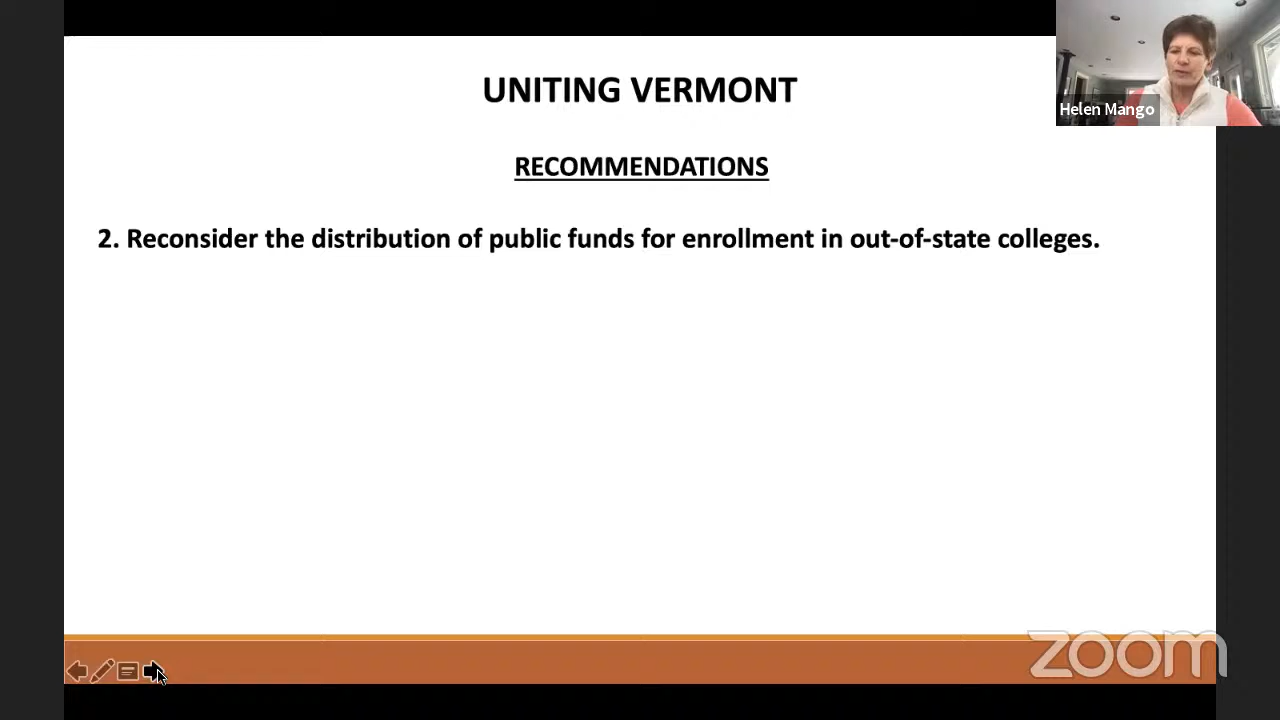 UNITING VERMONT
Helen Mango
RECOMMENDATIONS
2. Reconsider the distribution of public funds for enrollment in out-of-state colleges.
zoom